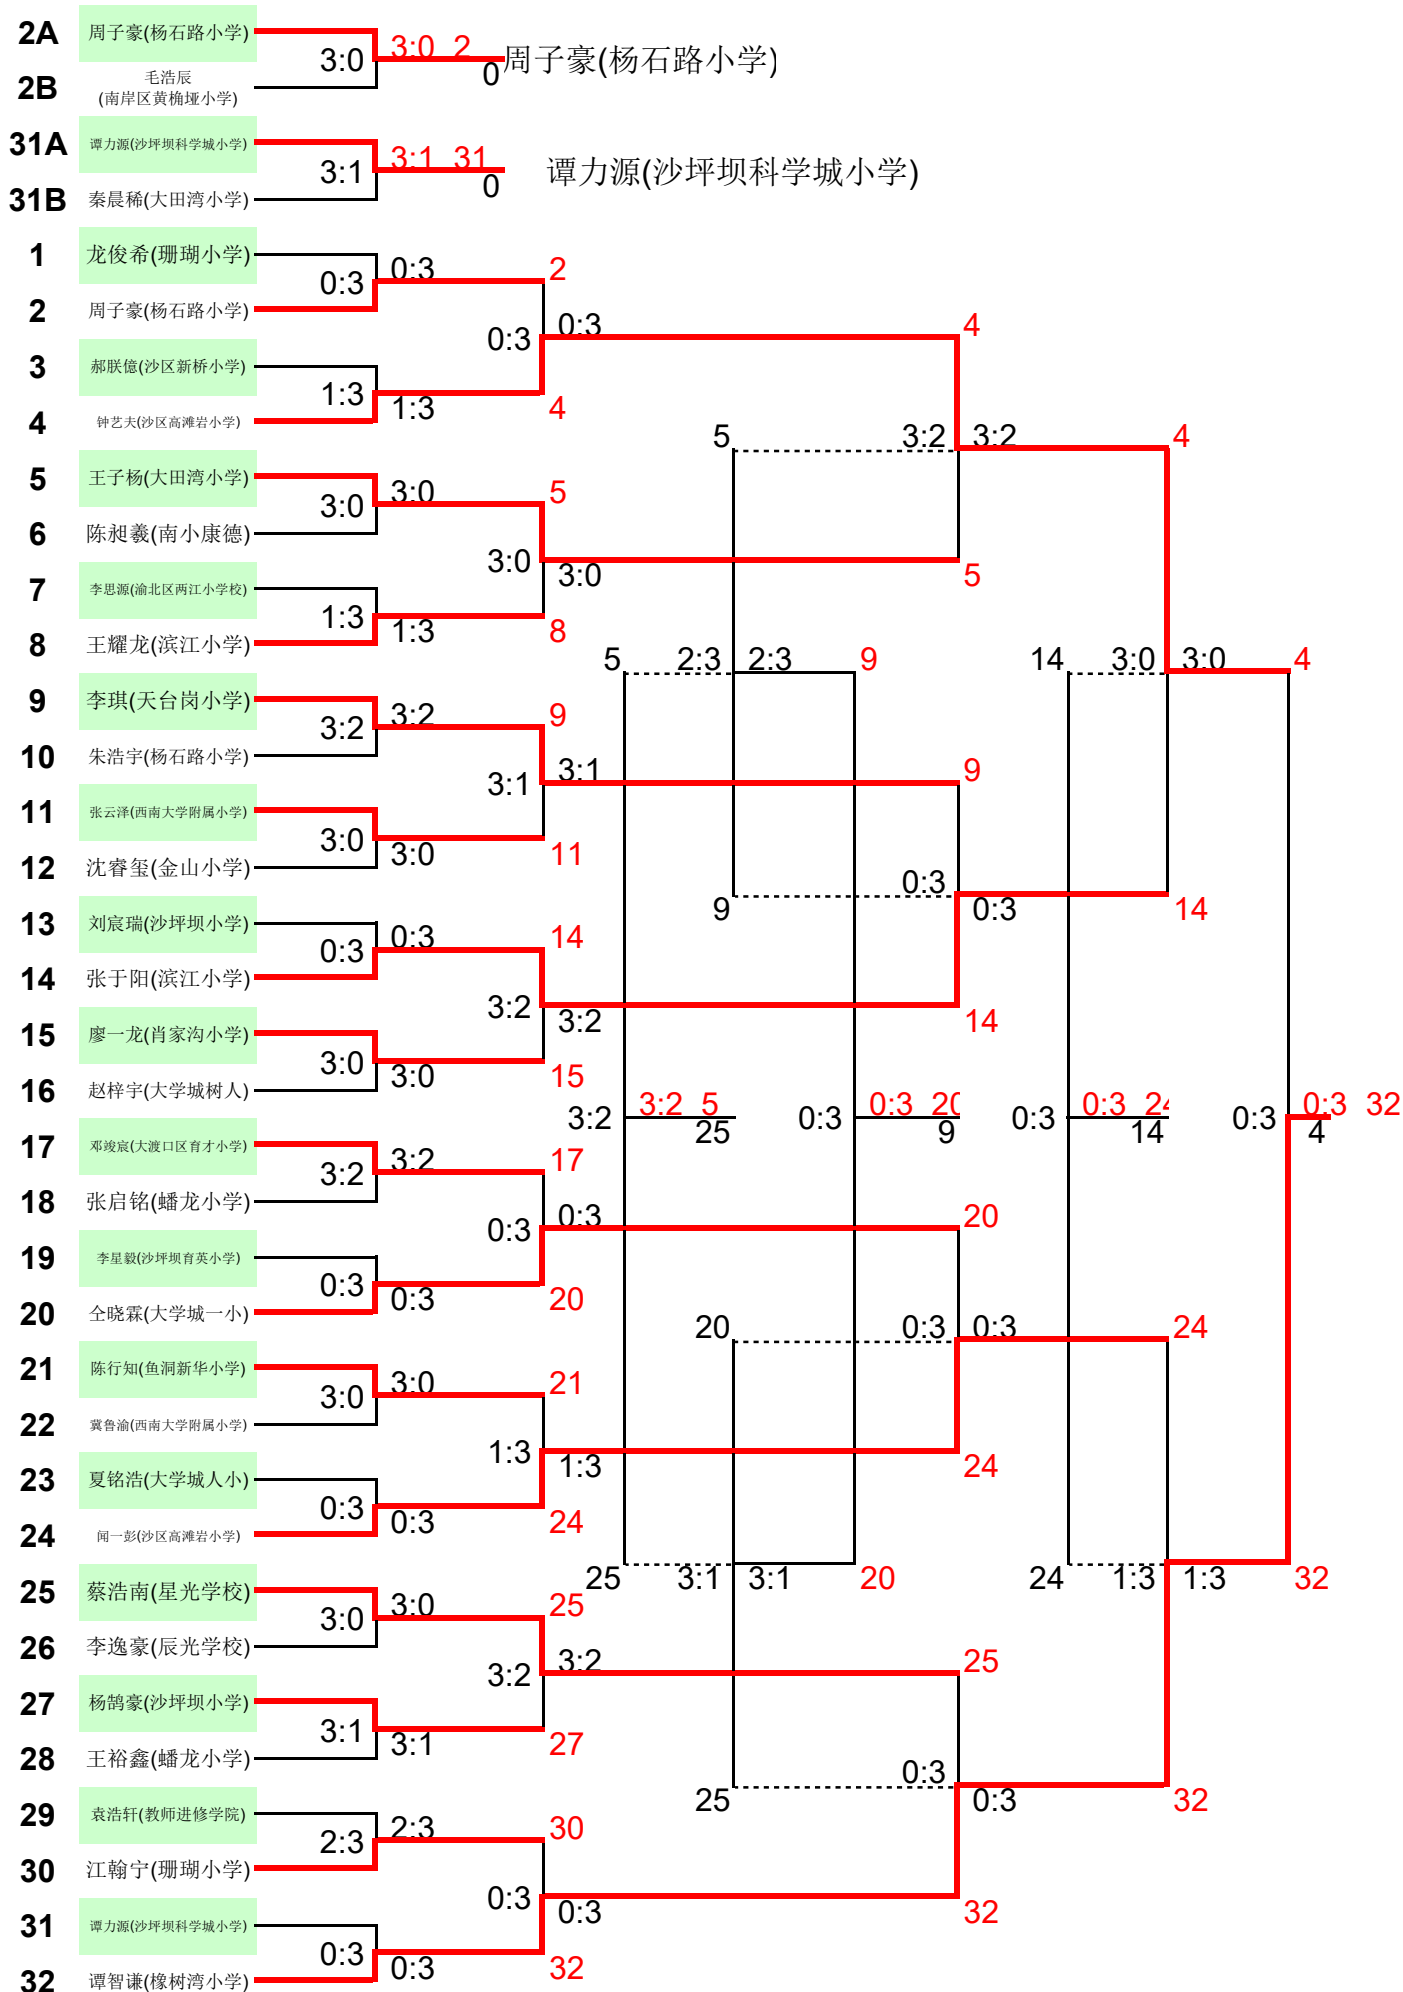 2A 周子豪(杨石路小学)
3:0 3:0 2 周子豪(杨石路小学)
0
2B 毛浩辰
(南岸区黄桷垭小学)
31A 谭力源(沙坪坝科学城小学)
3:1 3:1 31 谭力源(沙坪坝科学城小学)
0
31B 秦晨稀(大田湾小学)
1 龙俊希(珊瑚小学)
0:3 0:3 2
2 周子豪(杨石路小学)
0:3 0:3 4
3 郝朕億(沙区新桥小学)
1:3 1:3 4
4 钟艺夫(沙区高滩岩小学)
5 3:2 3:2 4
5 王子杨(大田湾小学)
3:0 3:0 5
6 陈昶羲(南小康德)
3:0 3:0 5
7 李思源(渝北区两江小学校)
1:3 1:3 8
8 王耀龙(滨江小学)
5 2:3 2:3 9 14 3:0 3:0 4
9 李琪(天台岗小学)
3:2 3:2 9
10 朱浩宇(杨石路小学)
3:1 3:1 9
11 张云泽(西南大学附属小学)
3:0 3:0 11
12 沈睿玺(金山小学)
9 0:3 0:3 14
13 刘宸瑞(沙坪坝小学)
0:3 0:3 14
14 张于阳(滨江小学)
3:2 3:2 14
15 廖一龙(肖家沟小学)
3:0 3:0 15
16 赵梓宇(大学城树人)
3:2 3:2 5 0:3 0:3 20 0:3 0:3 24 0:3 0:3 32
25 9 14 4
17 邓竣宸(大渡口区育才小学)
3:2 3:2 17
18 张启铭(蟠龙小学)
0:3 0:3 20
19 李星毅(沙坪坝育英小学)
0:3 0:3 20
20 仝晓霖(大学城一小)
20 0:3 0:3 24
21 陈行知(鱼洞新华小学)
3:0 3:0 21
22 冀鲁渝(西南大学附属小学)
1:3 1:3 24
23 夏铭浩(大学城人小)
0:3 0:3 24
24 闻一彭(沙区高滩岩小学)
25 3:1 3:1 20 24 1:3 1:3 32
25 蔡浩南(星光学校)
3:0 3:0 25
26 李逸豪(辰光学校)
3:2 3:2 25
27 杨鹄豪(沙坪坝小学)
3:1 3:1 27
28 王裕鑫(蟠龙小学)
25 0:3 0:3 32
29 袁浩轩(教师进修学院)
2:3 2:3 30
30 江翰宁(珊瑚小学)
0:3 0:3 32
31 谭力源(沙坪坝科学城小学)
0:3 0:3 32
32 谭智谦(橡树湾小学)